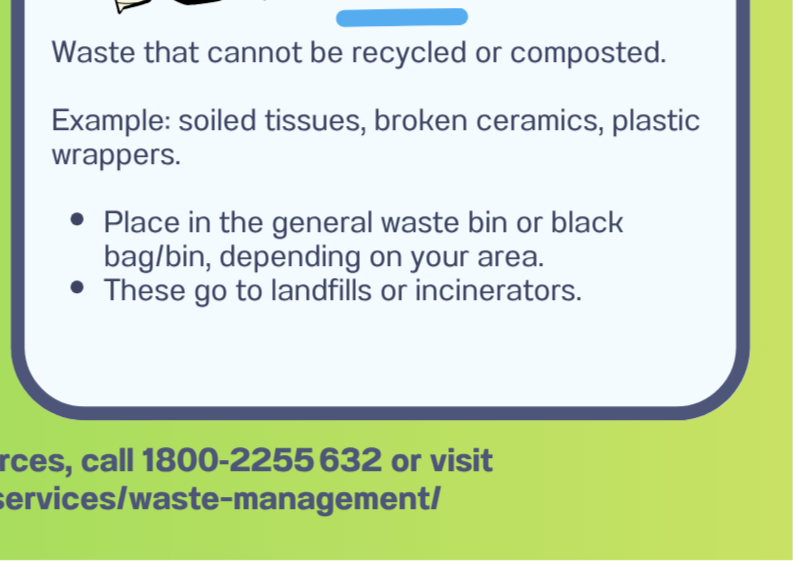 Waste that cannot be recycled or composted.
Example: soiled tissues, broken ceramics, plastic
wrappers.
• Place in the general waste bin or black
bag/bin, depending on your area.
• These go to landfills or incinerators.
rces, call 1800-2255 632 or visit
services/waste-management/